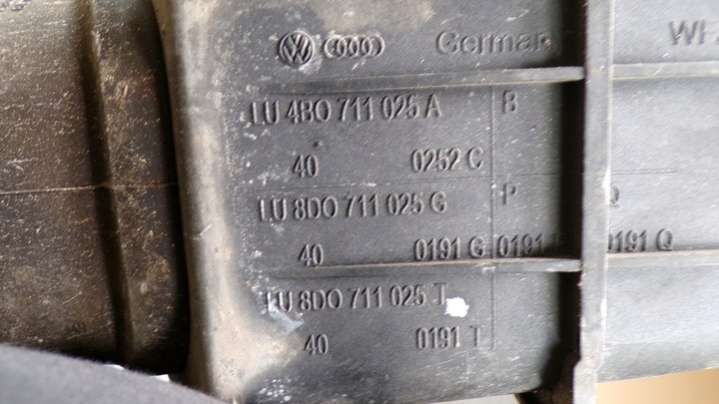 German
LU 4B0 711 025 A B
40 0252 C
LU 8D0 711 025 G P Q
40 0191 G 0191 0191 Q
LU 8D0 711 025 T
40 0191 T